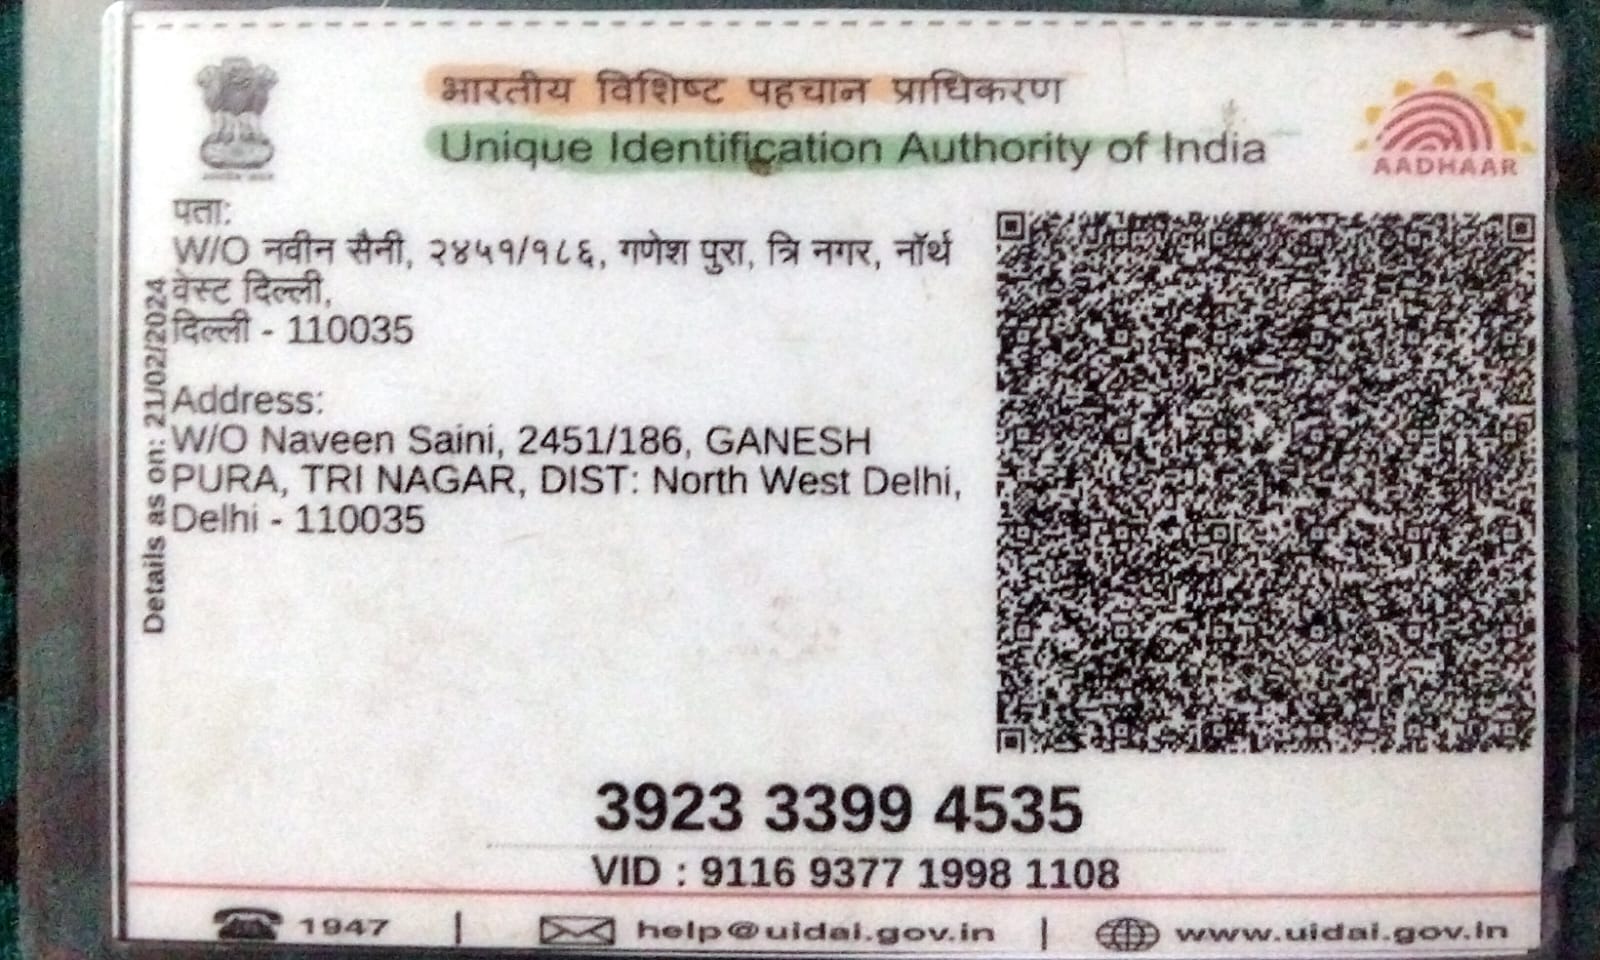 भारतीय विशिष्ट पहचान प्राधिकरण
Unique Identification Authority of India
AADHAAR
पता:
W/O नवीन सैनी, २४५१/१८६, गणेश पुरा, त्रि नगर, नॉर्थ
वेस्ट दिल्ली,
दिल्ली - 110035
Address:
W/O Naveen Saini, 2451/186, GANESH
PURA, TRI NAGAR, DIST: North West Delhi,
Delhi - 110035
Details as on: 21/02/2024
3923 3399 4535
VID : 9116 9377 1998 1108
1947 | help@uidai.gov.in | www.uidai.gov.in